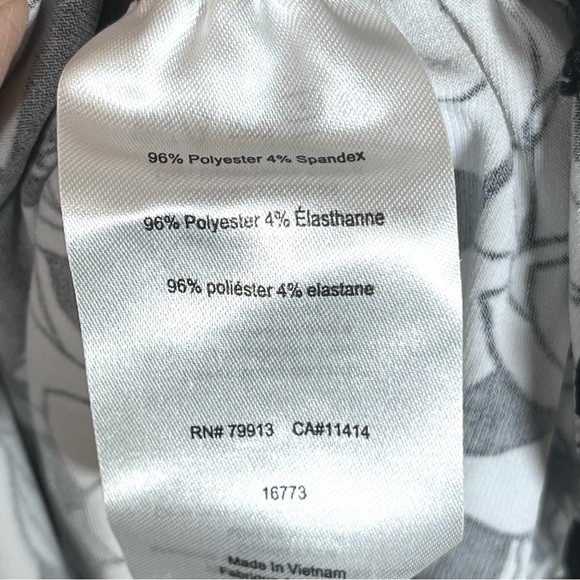 96% Polyester 4% Spandex
96% Polyester 4% Élasthanne
96% poliéster 4% elastane
RN# 79913 CA#11414
16773
Made In Vietnam